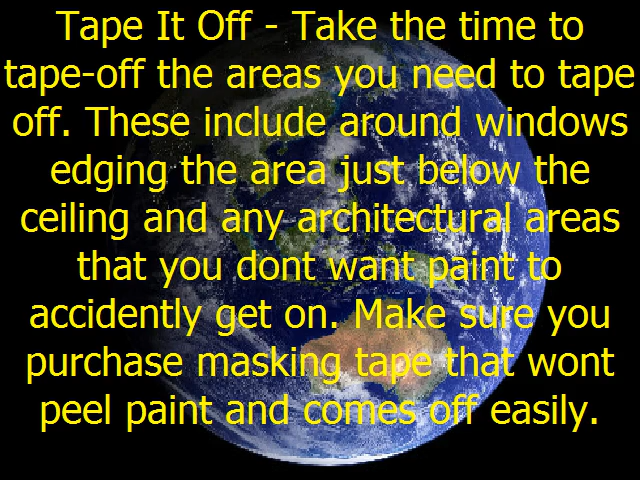 Tape It Off - Take the time to
tape-off the areas you need to tape
off. These include around windows
edging the area just below the
ceiling and any architectural areas
that you dont want paint to
accidently get on. Make sure you
purchase masking tape that wont
peel paint and comes off easily.